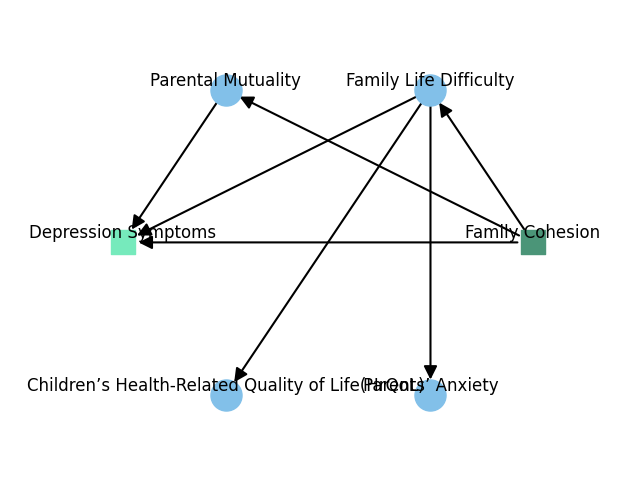 Parental Mutuality
Family Life Difficulty
Depression Symptoms
Family Cohesion
Children’s Health-Related Quality of Life (HrQoL)
Parents’ Anxiety